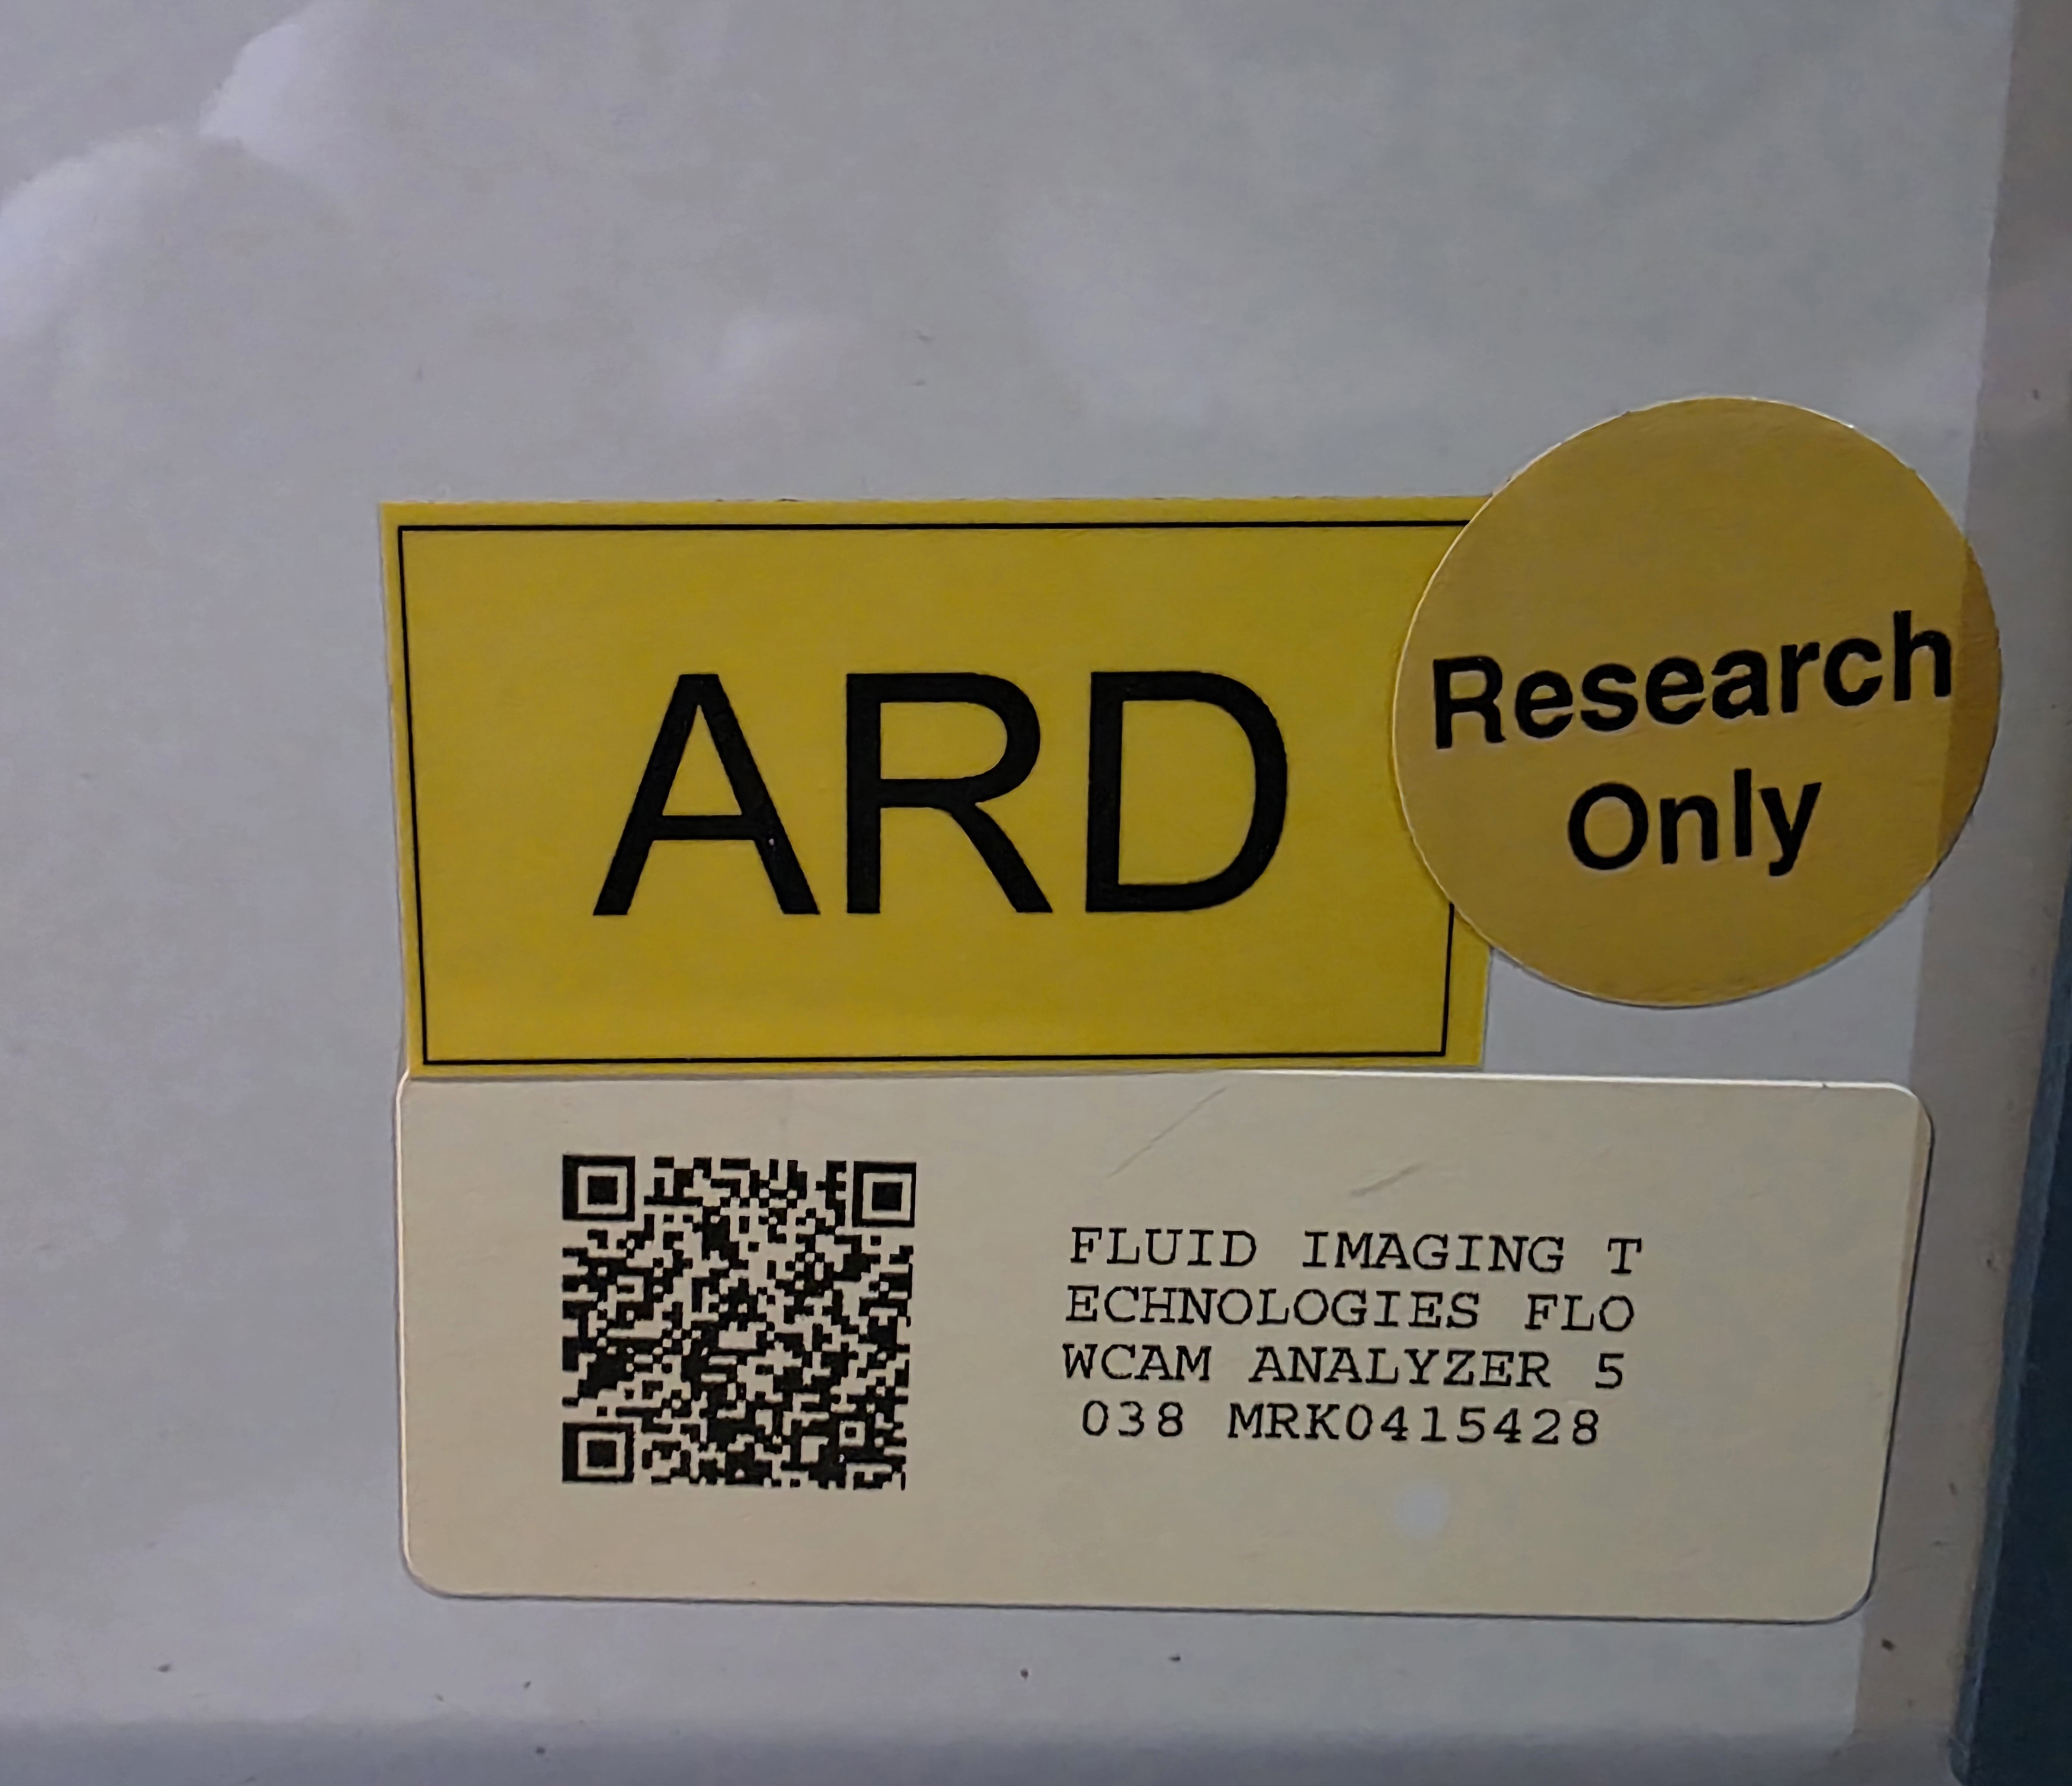 ARD
Research
Only
FLUID IMAGING T
ECHNOLOGIES FLO
WCAM ANALYZER 5
038 MRK0415428